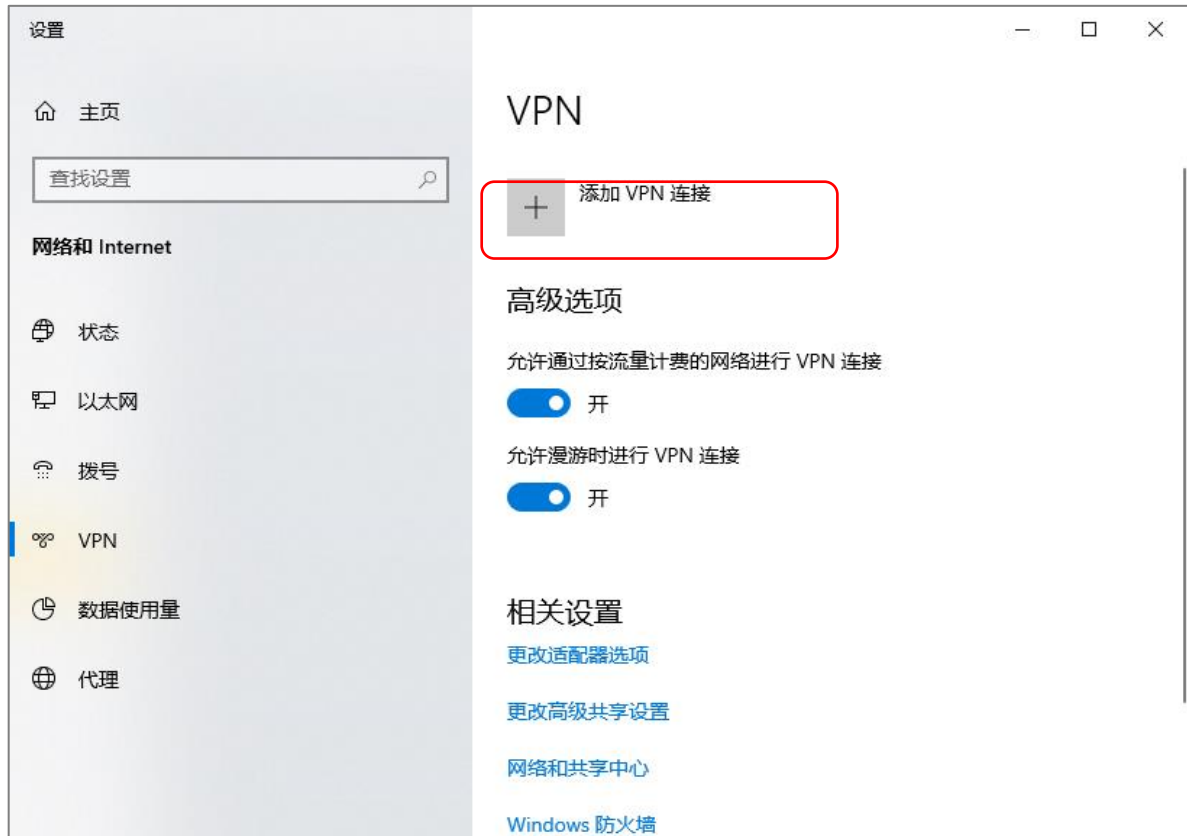 设置
主页
查找设置
网络和 Internet
状态
以太网
拨号
VPN
数据使用量
代理
VPN
添加 VPN 连接
高级选项
允许通过按流量计费的网络进行 VPN 连接
开
允许漫游时进行 VPN 连接
开
相关设置
更改适配器选项
更改高级共享设置
网络和共享中心
Windows 防火墙